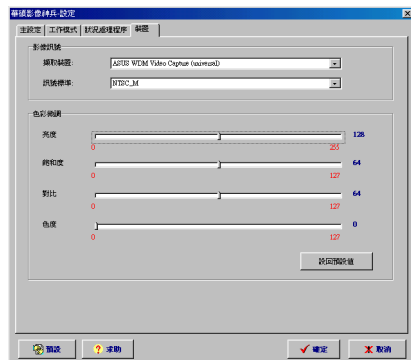 華碩影像神兵-設定
主設定 工作模式 狀況處理程序 裝置
影像訊號
擷取裝置: ASUS WDM Video Capture (universal)
訊號標準: NTSC_M
色彩微調
亮度 128
0 255
飽和度 64
0 127
對比 64
0 127
色度 0
0 127
設回預設值
預設 求助 確定 取消